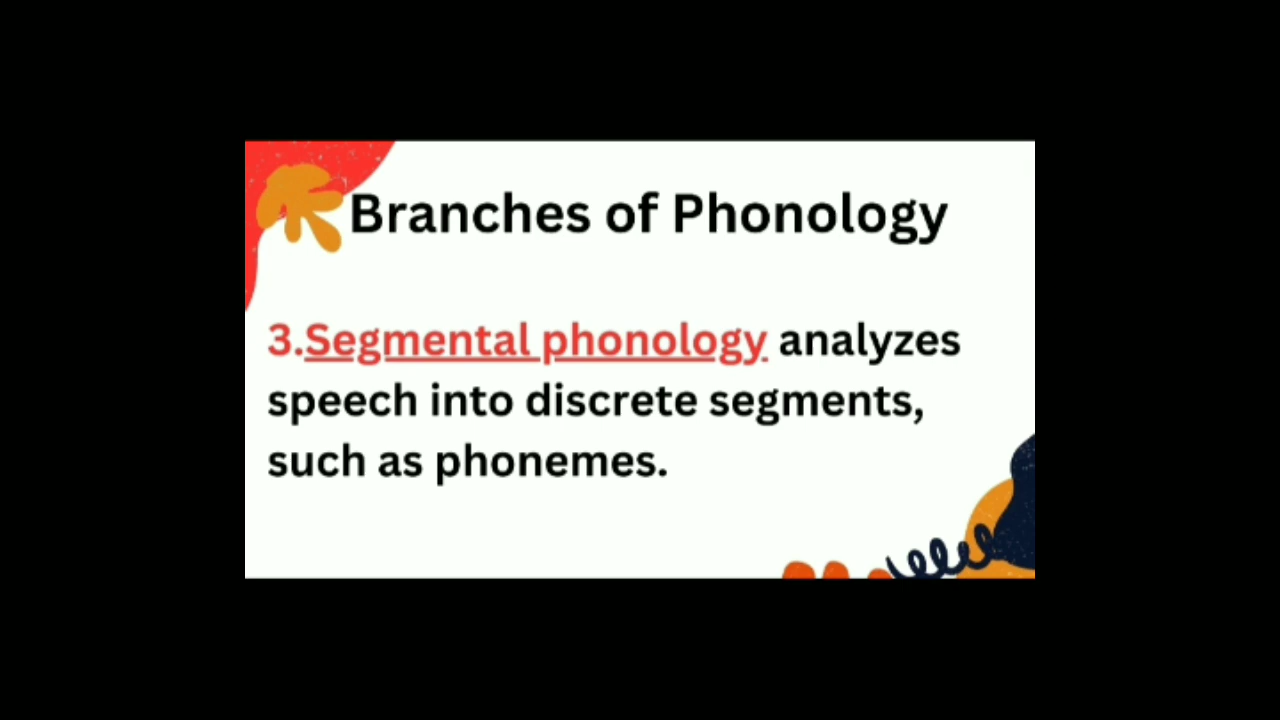 Branches of Phonology
3.Segmental phonology analyzes
speech into discrete segments,
such as phonemes.